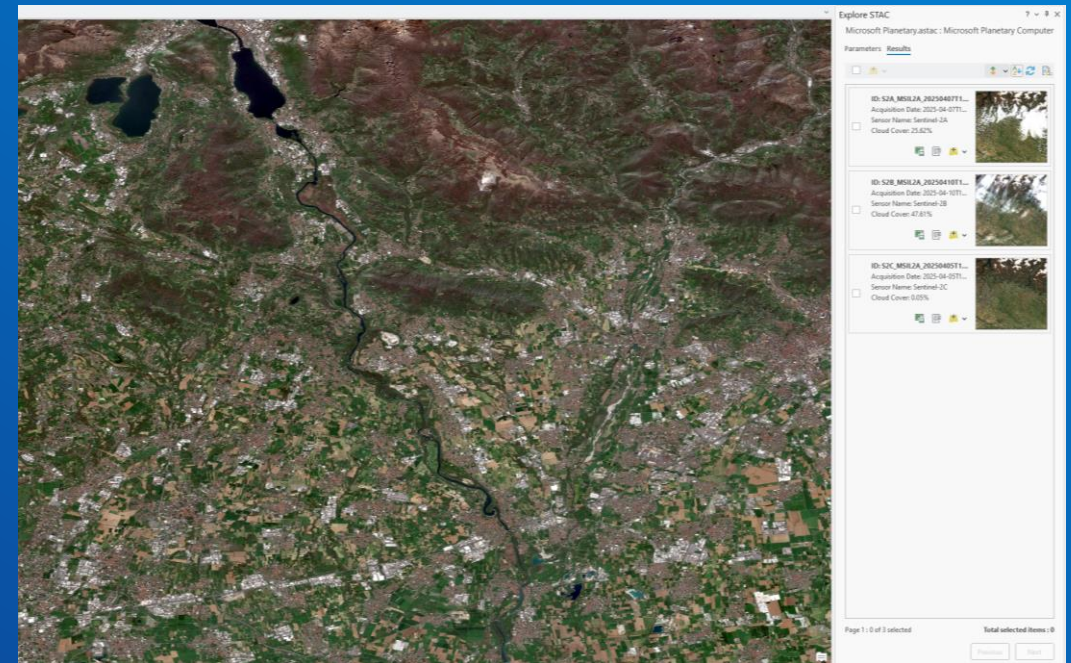 Explore STAC
Microsoft Planetary.astac : Microsoft Planetary Computer
Parameters Results
ID: S2A_MSIL2A_20250407T1...
Acquisition Date: 2025-04-07T1...
Sensor Name: Sentinel-2A
Cloud Cover: 25.62%
ID: S2B_MSIL2A_20250410T1...
Acquisition Date: 2025-04-10T1...
Sensor Name: Sentinel-2B
Cloud Cover: 47.61%
ID: S2C_MSIL2A_20250405T1...
Acquisition Date: 2025-04-05T1...
Sensor Name: Sentinel-2C
Cloud Cover: 0.05%
Page 1 : 0 of 3 selected Total selected items : 0
Previous Next